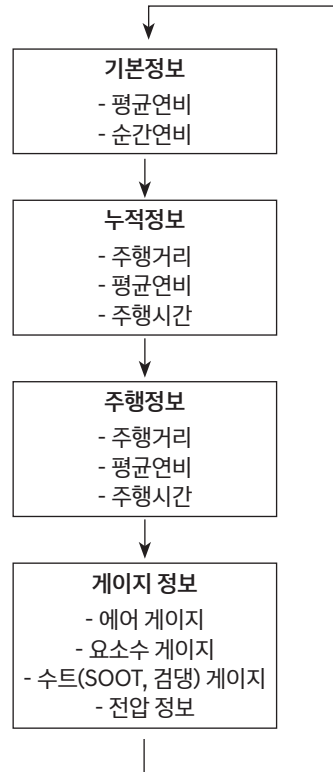 기본정보
- 평균연비
- 순간연비
누적정보
- 주행거리
- 평균연비
- 주행시간
주행정보
- 주행거리
- 평균연비
- 주행시간
게이지 정보
- 에어 게이지
- 요소수 게이지
- 수트(SOOT, 검댕) 게이지
- 전압 정보